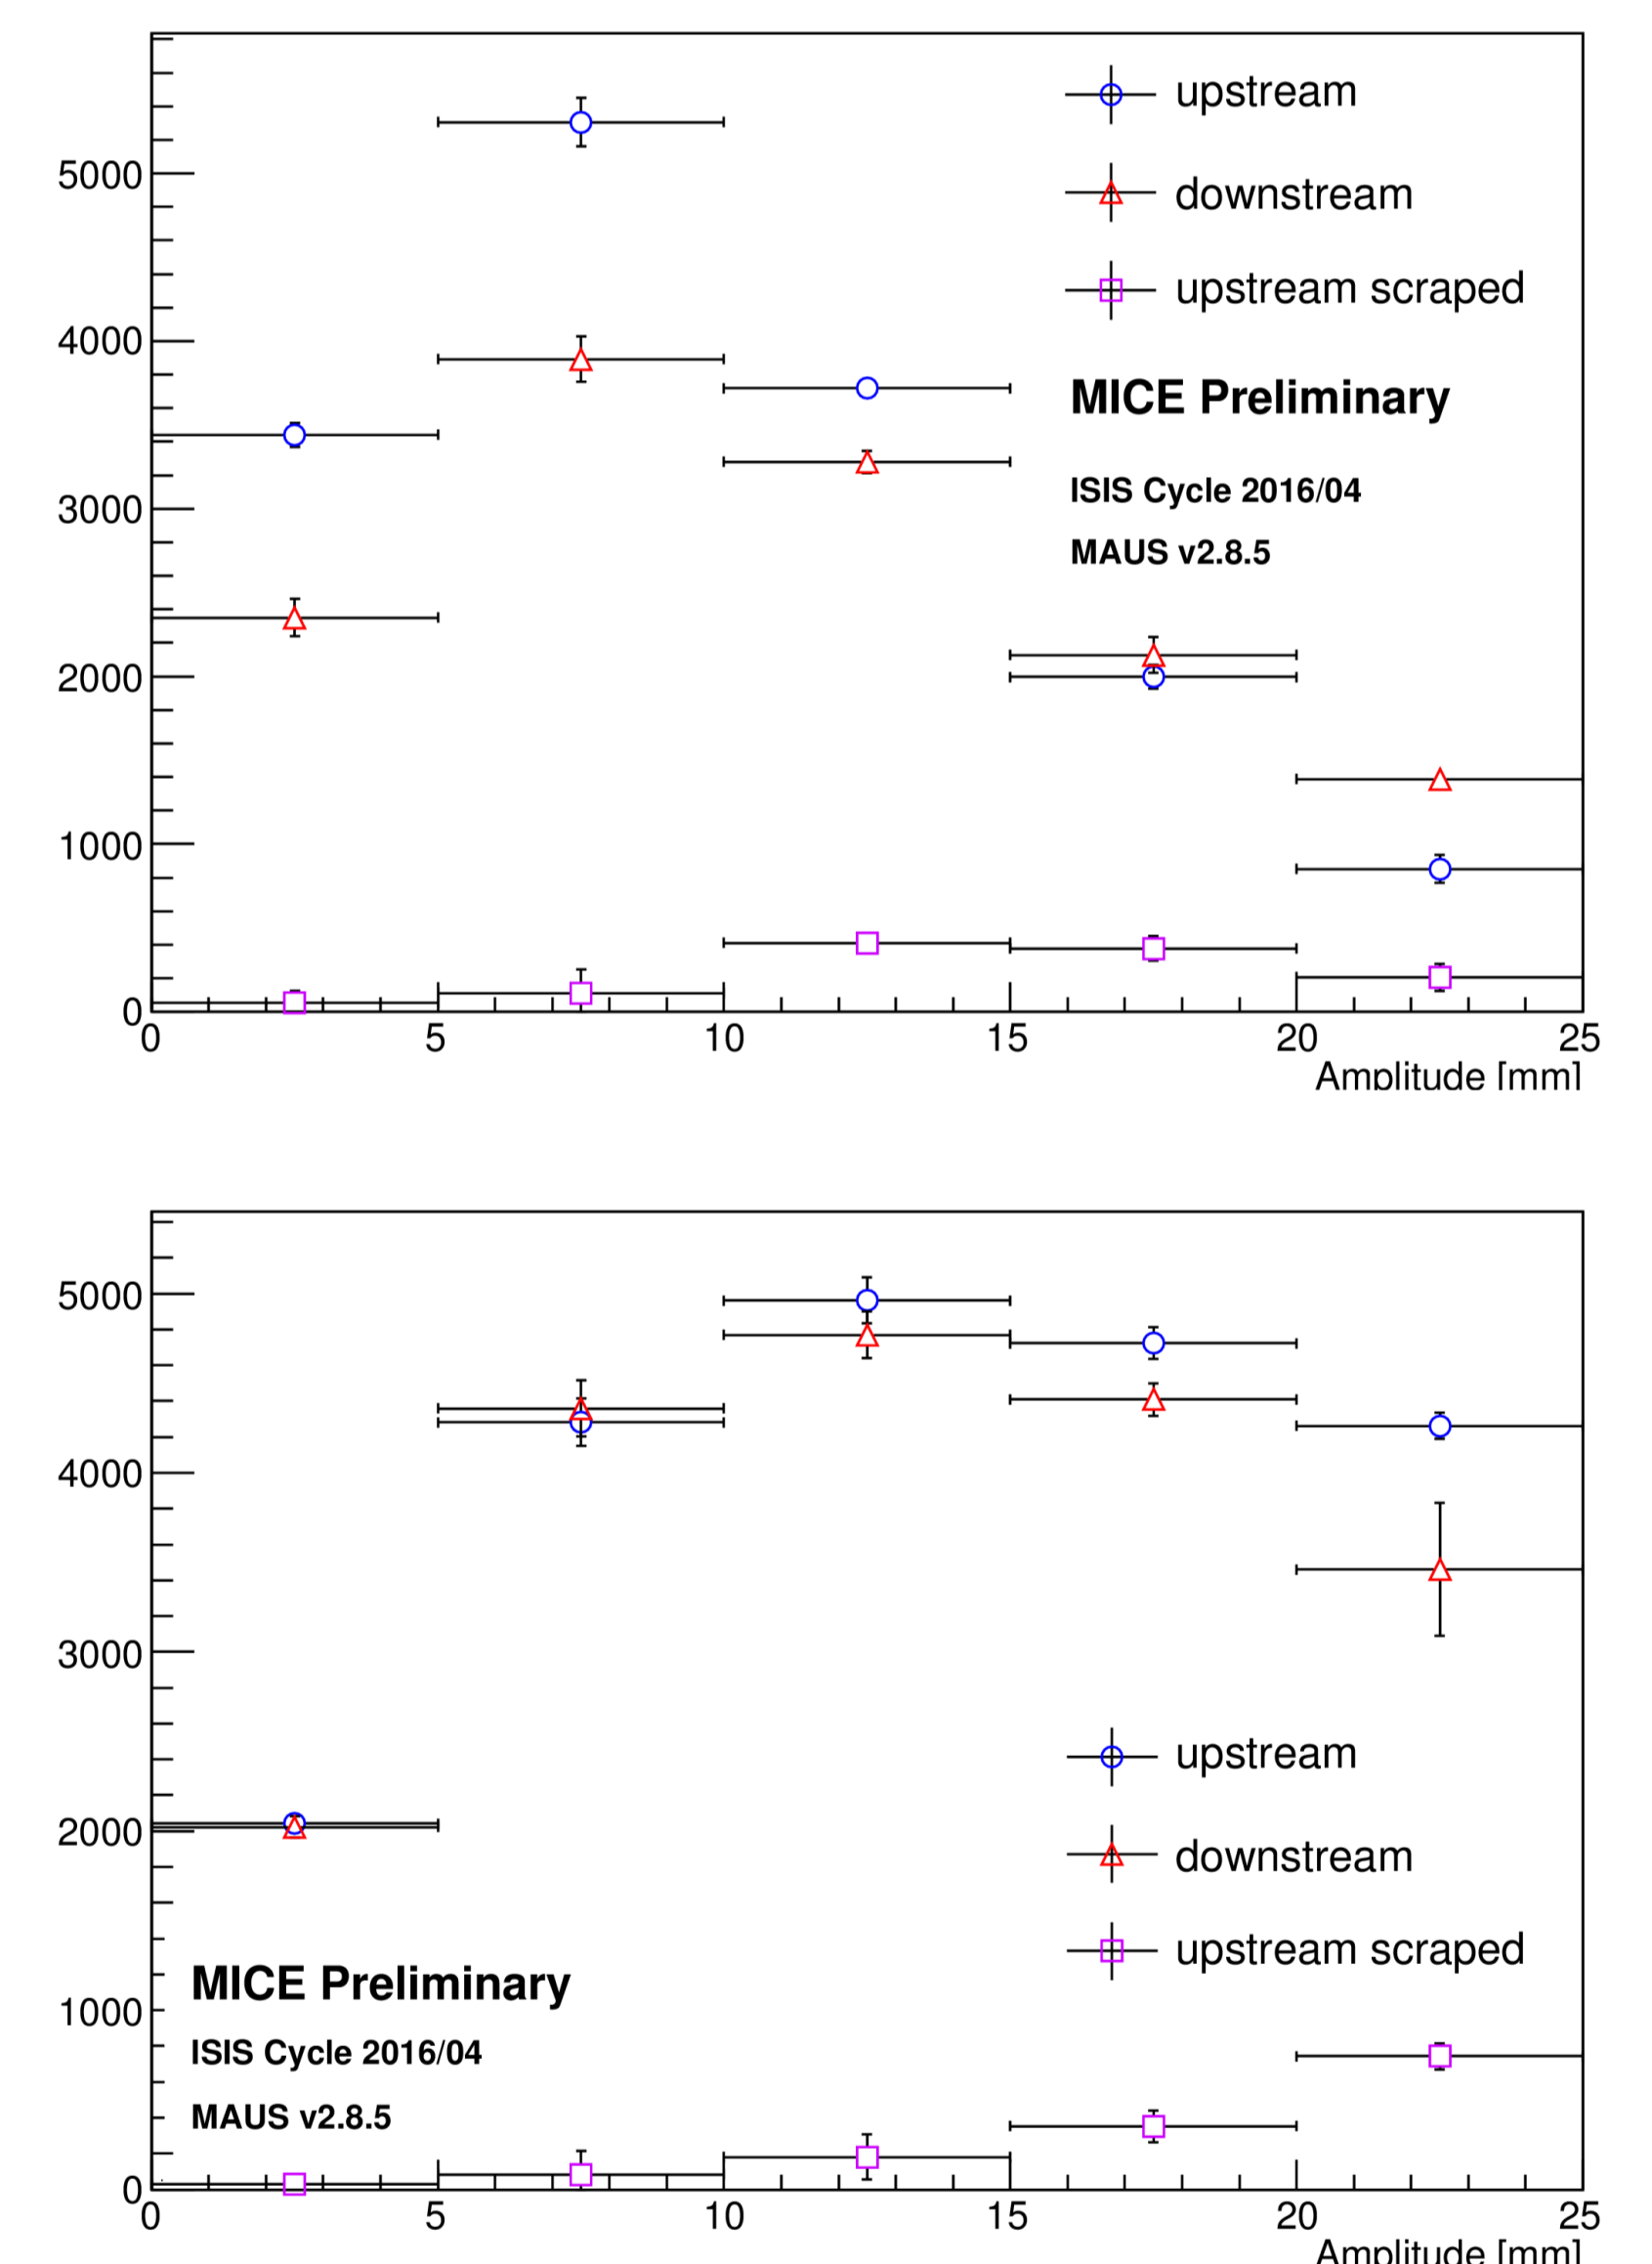 upstream
5000
downstream
upstream scraped
4000
MICE Preliminary
ISIS Cycle 2016/04
3000
MAUS v2.8.5
2000
1000
0
0 5 10 15 20 25
Amplitude [mm]
5000
4000
3000
upstream
2000
downstream
upstream scraped
MICE Preliminary
1000
ISIS Cycle 2016/04
MAUS v2.8.5
0
0 5 10 15 20 25
Amplitude [mm]